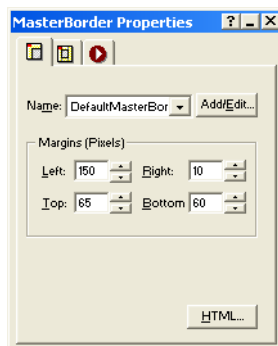 MasterBorder Properties
Name: DefaultMasterBor Add/Edit...
Margins (Pixels)
Left: 150 Right: 10
Top: 65 Bottom 60
HTML...